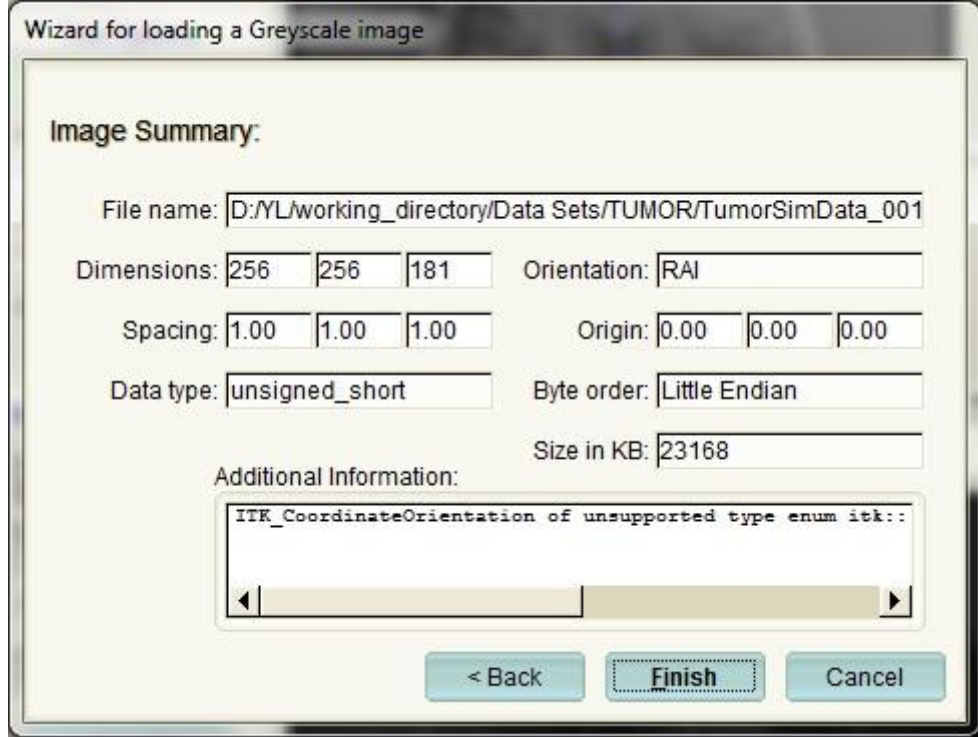 Wizard for loading a Greyscale image
Image Summary:
File name: D:/YL/working_directory/Data Sets/TUMOR/TumorSimData_001
Dimensions: 256 256 181 Orientation: RAI
Spacing: 1.00 1.00 1.00 Origin: 0.00 0.00 0.00
Data type: unsigned_short Byte order: Little Endian
Size in KB: 23168
Additional Information:
ITK_CoordinateOrientation of unsupported type enum itk::
< Back Finish Cancel